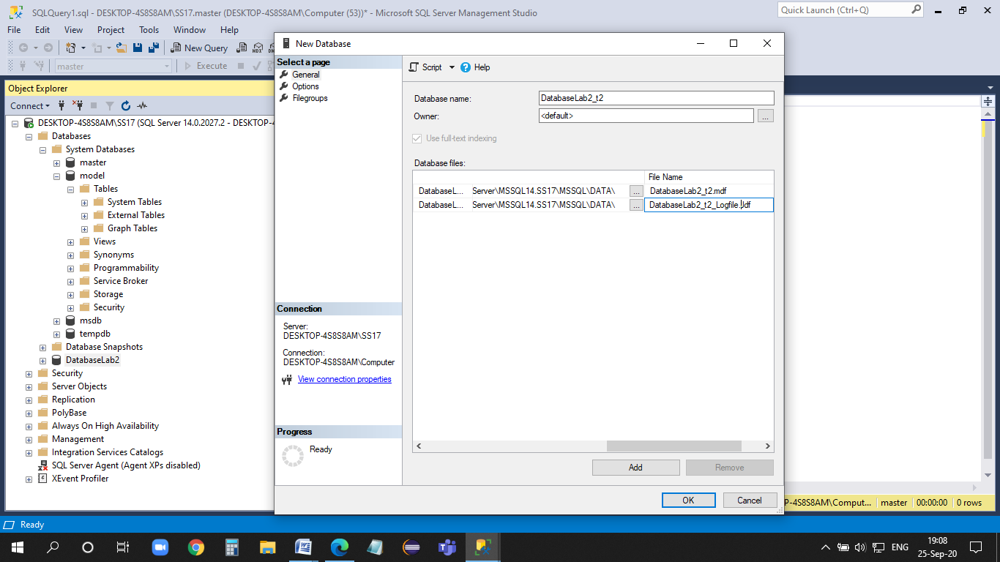 SQLQuery1.sql - DESKTOP-4S8S8AM\SS17.master (DESKTOP-4S8S8AM\Computer (53))* - Microsoft SQL Server Management Studio
Quick Launch (Ctrl+Q)
File Edit View Project Tools Window Help
New Query
master
Execute
Object Explorer
Connect
DESKTOP-4S8S8AM\SS17 (SQL Server 14.0.2027.2 - DESKTOP-4
Databases
System Databases
master
model
Tables
System Tables
External Tables
Graph Tables
Views
Synonyms
Programmability
Service Broker
Storage
Security
msdb
tempdb
Database Snapshots
DatabaseLab2
Security
Server Objects
Replication
PolyBase
Always On High Availability
Management
Integration Services Catalogs
SQL Server Agent (Agent XPs disabled)
XEvent Profiler
New Database
Select a page
General
Options
Filegroups
Connection
Server:
DESKTOP-4S8S8AM\SS17
Connection:
DESKTOP-4S8S8AM\Computer
View connection properties
Progress
Ready
Script Help
Database name: DatabaseLab2_t2
Owner: <default> ...
Use full-text indexing
Database files:
File Name
DatabaseL... Server\MSSQL14.SS17\MSSQL\DATA\ ... DatabaseLab2_t2.mdf
DatabaseL... Server\MSSQL14.SS17\MSSQL\DATA\ ... DatabaseLab2_t2_Logfile.ldf
Add Remove
OK Cancel
P-4S8S8AM\Comput... master 00:00:00 0 rows
Ready
ENG
19:08
25-Sep-20